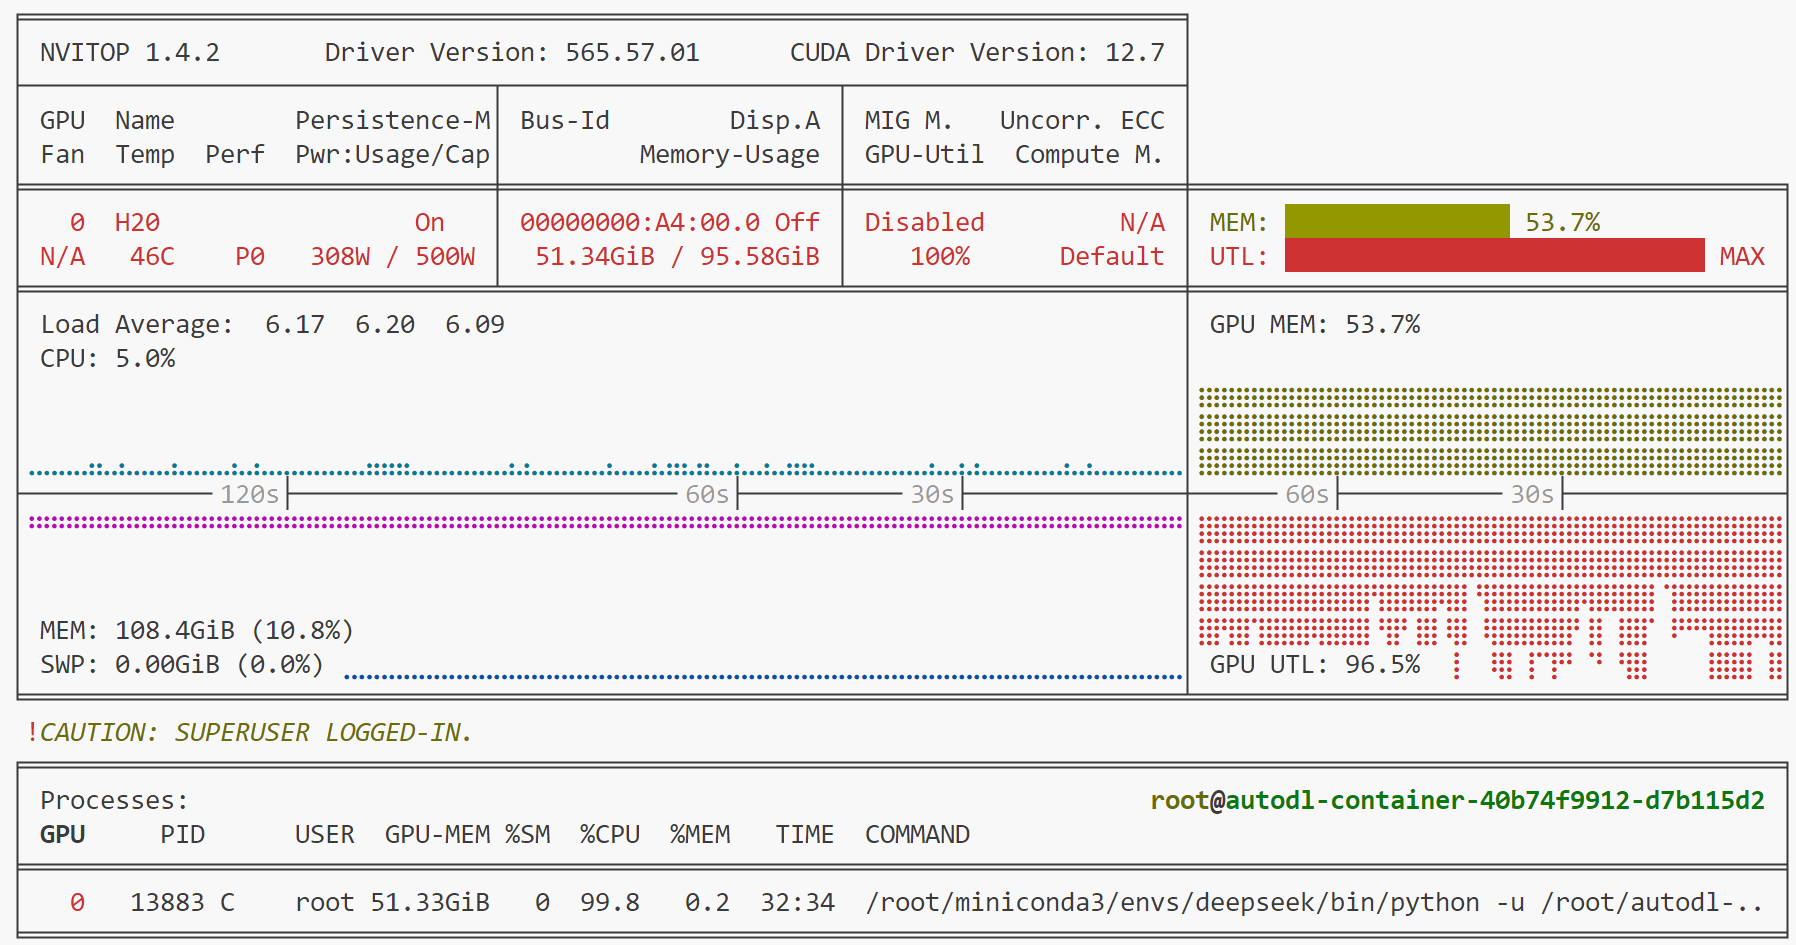 NVITOP 1.4.2 Driver Version: 565.57.01 CUDA Driver Version: 12.7
GPU Name Persistence-M Bus-Id Disp.A MIG M. Uncorr. ECC
Fan Temp Perf Pwr:Usage/Cap Memory-Usage GPU-Util Compute M.
0 H20 On 00000000:A4:00.0 Off Disabled N/A MEM: 53.7%
N/A 46C P0 308W / 500W 51.34GiB / 95.58GiB 100% Default UTL: MAX
Load Average: 6.17 6.20 6.09 GPU MEM: 53.7%
CPU: 5.0%
120s 60s 30s 60s 30s
MEM: 108.4GiB (10.8%)
SWP: 0.00GiB (0.0%) GPU UTL: 96.5%
!CAUTION: SUPERUSER LOGGED-IN.
Processes: root@autodl-container-40b74f9912-d7b115d2
GPU PID USER GPU-MEM %SM %CPU %MEM TIME COMMAND
0 13883 C root 51.33GiB 0 99.8 0.2 32:34 /root/miniconda3/envs/deepseek/bin/python -u /root/autodl-..